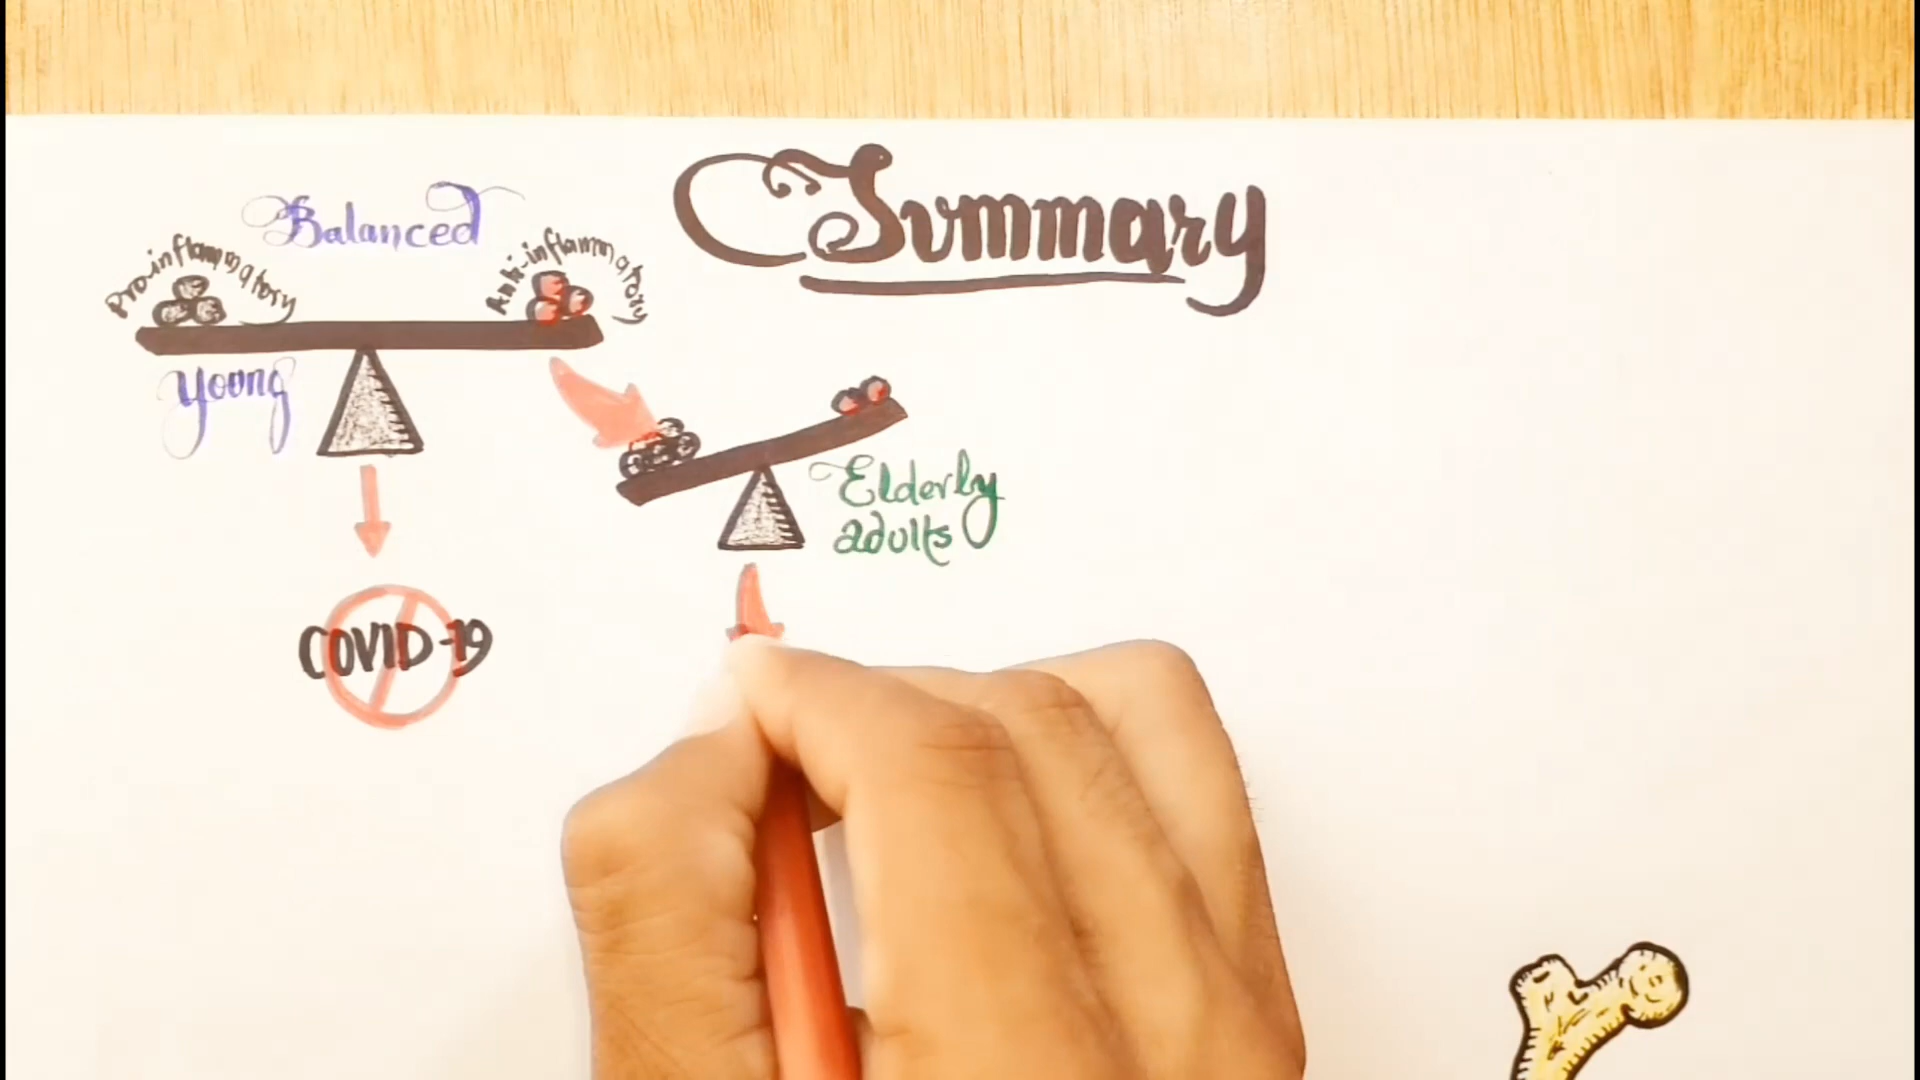 Summary
Balanced
Pro-inflammatory
Anti-inflammatory
Young
Elderly
adults
COVID-19